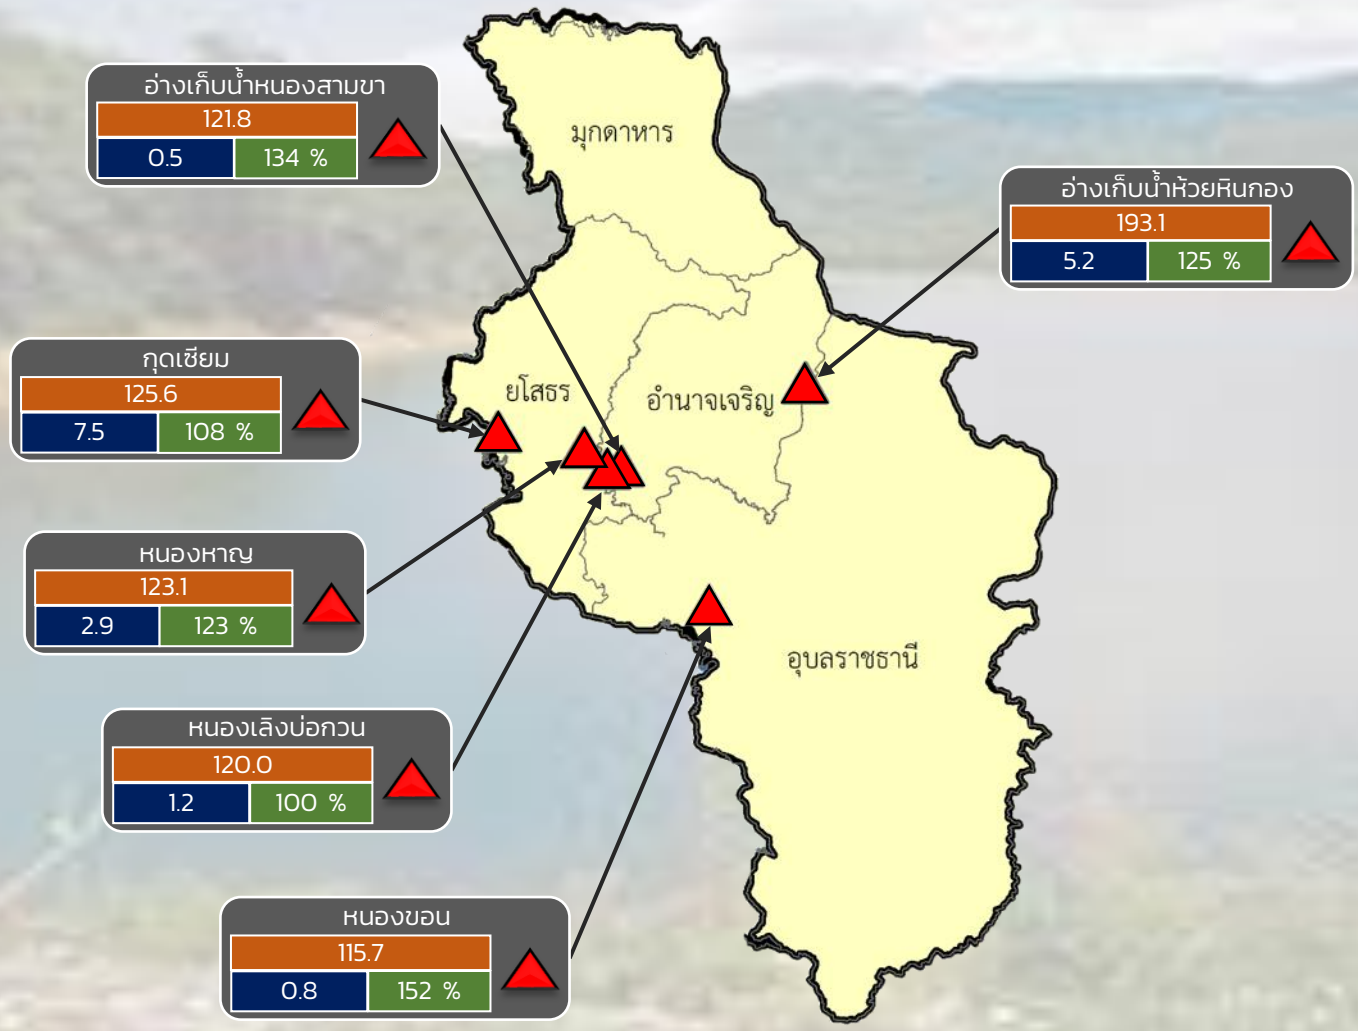 อ่างเก็บน้ำหนองสามขา
121.8
0.5 134 %
มุกดาหาร
อ่างเก็บน้ำห้วยหินกอง
193.1
5.2 125 %
กุดเซียม
125.6
7.5 108 %
ยโสธร
อำนาจเจริญ
หนองหาญ
123.1
2.9 123 %
อุบลราชธานี
หนองเลิงบ่อกวน
120.0
1.2 100 %
หนองขอน
115.7
0.8 152 %